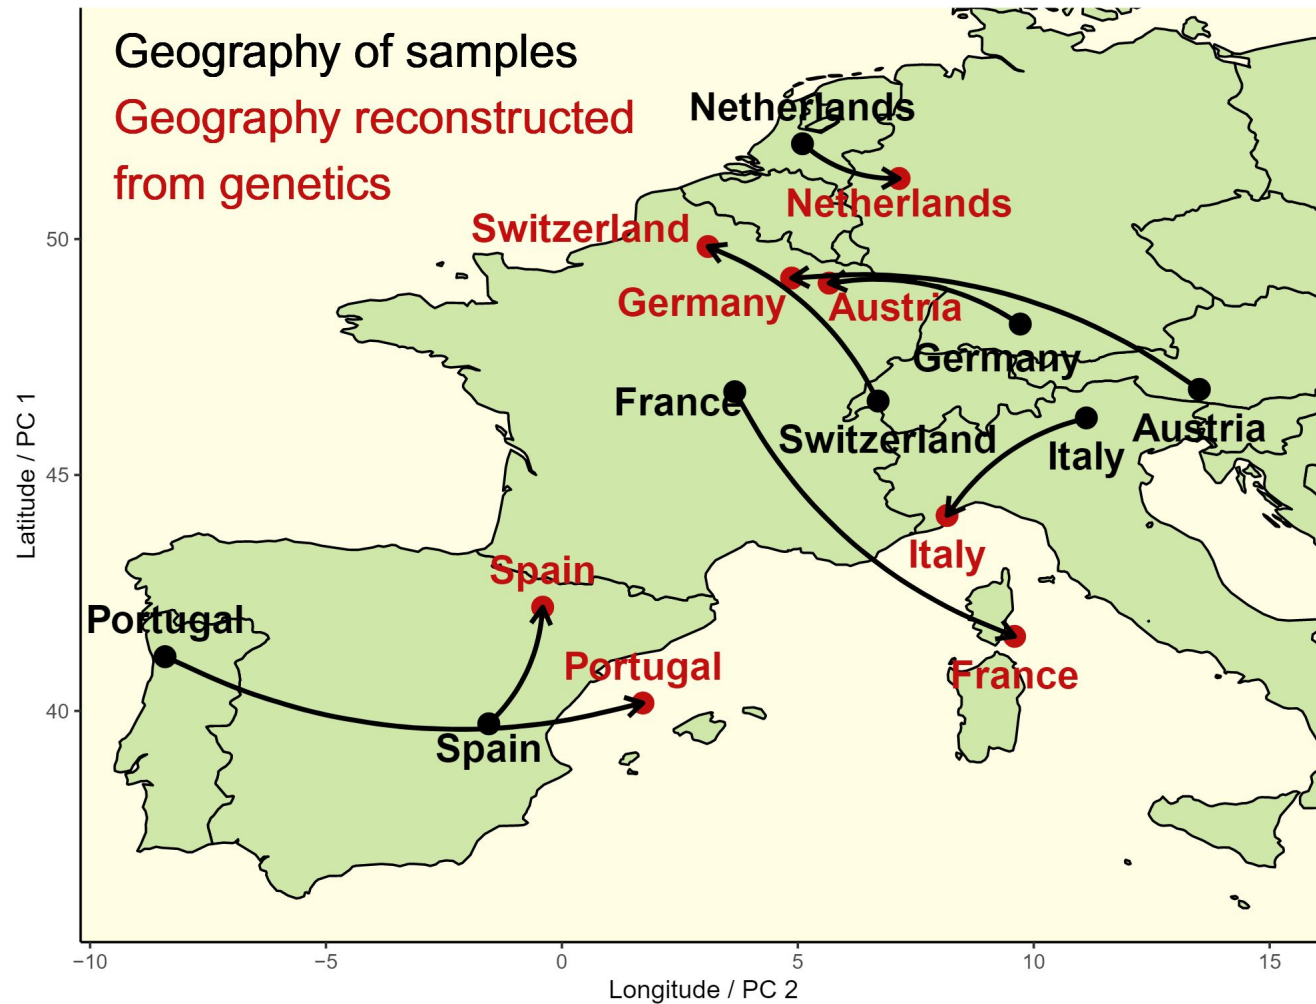 Geography of samples
Geography reconstructed
from genetics
Netherlands
Netherlands
Switzerland
Germany
Austria
Germany
France
Switzerland
Austria
Italy
Italy
Spain
Portugal
Portugal
France
Spain
50
45
40
Latitude / PC 1
−10
−5
0
5
10
15
Longitude / PC 2